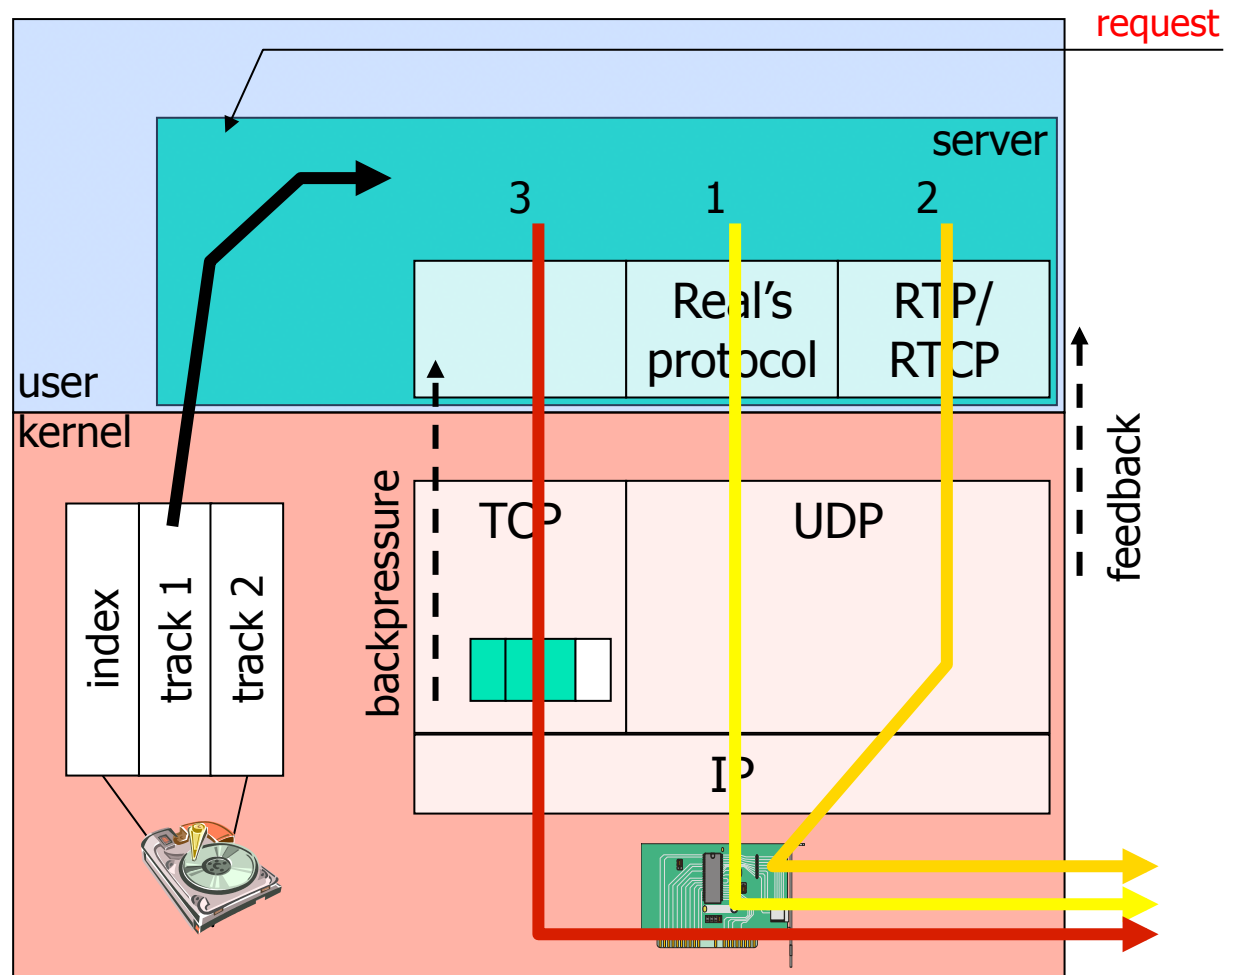 request
server
3
1
2
Real's
protocol
RTP/
RTCP
user
kernel
backpressure
feedback
TCP
UDP
index
track 1
track 2
IP